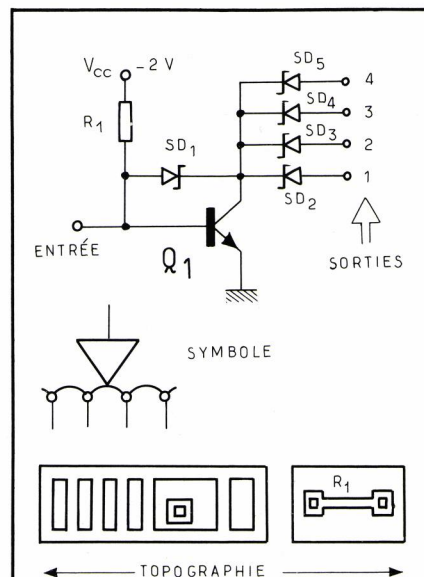 Vcc -2 V
SD5
4
SD4
3
R1
SD3
2
SD1
1
SD2
ENTRÉE
Q1
SORTIES
SYMBOLE
R1
TOPOGRAPHIE